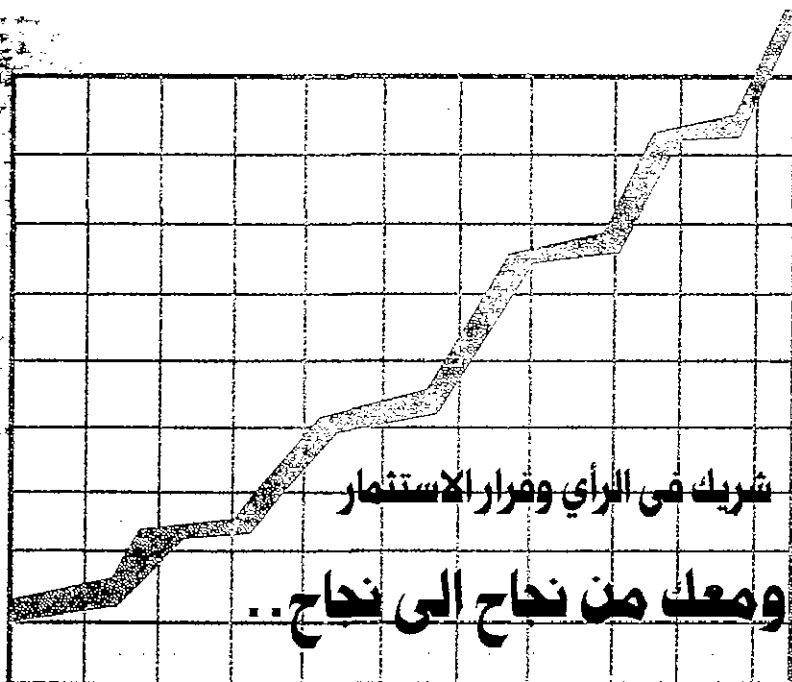 شريك فى الرأي وقرار الاستثمار
ومعك من نجاح الى نجاح..